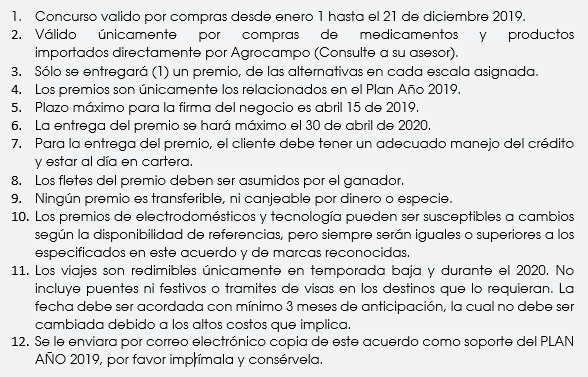 1. Concurso valido por compras desde enero 1 hasta el 21 de diciembre 2019.
2. Válido únicamente por compras de medicamentos y productos
importados directamente por Agrocampo (Consulte a su asesor).
3. Sólo se entregará (1) un premio, de las alternativas en cada escala asignada.
4. Los premios son únicamente los relacionados en el Plan Año 2019.
5. Plazo máximo para la firma del negocio es abril 15 de 2019.
6. La entrega del premio se hará máximo el 30 de abril de 2020.
7. Para la entrega del premio, el cliente debe tener un adecuado manejo del crédito
y estar al día en cartera.
8. Los fletes del premio deben ser asumidos por el ganador.
9. Ningún premio es transferible, ni canjeable por dinero o especie.
10. Los premios de electrodomésticos y tecnología pueden ser susceptibles a cambios
según la disponibilidad de referencias, pero siempre serán iguales o superiores a los
especificados en este acuerdo y de marcas reconocidas.
11. Los viajes son redimibles únicamente en temporada baja y durante el 2020. No
incluye puentes ni festivos o tramites de visas en los destinos que lo requieran. La
fecha debe ser acordada con mínimo 3 meses de anticipación, la cual no debe ser
cambiada debido a los altos costos que implica.
12. Se le enviara por correo electrónico copia de este acuerdo como soporte del PLAN
AÑO 2019, por favor imprímala y consérvela.